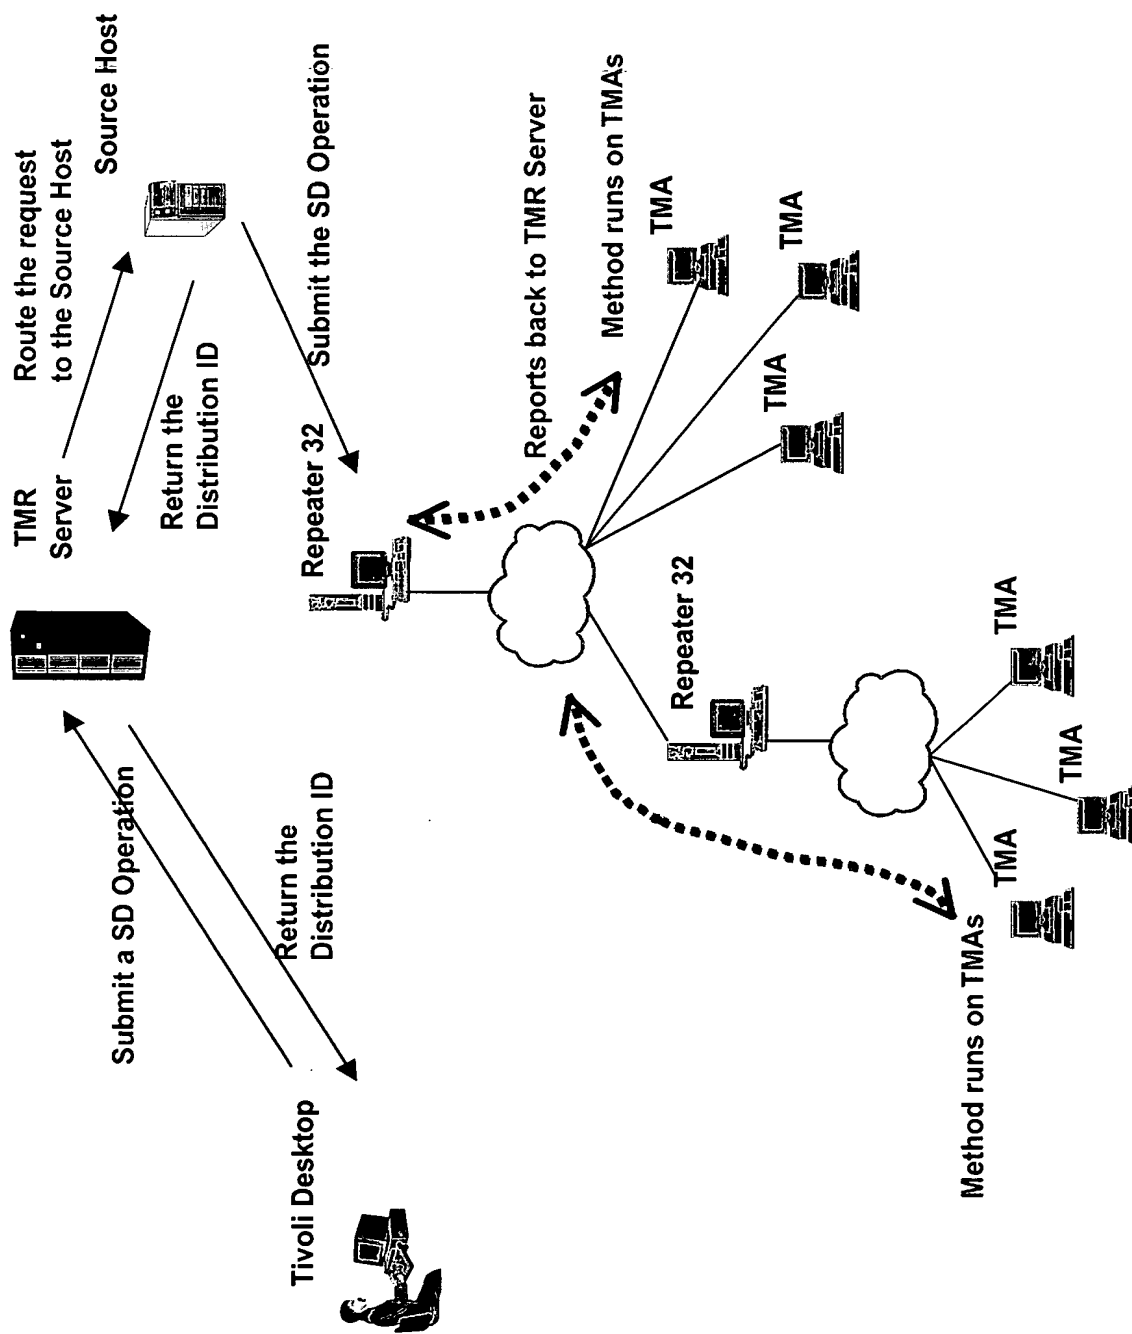 TMR
Server
Route the request
to the Source Host
Source Host
Submit a SD Operation
Return the
Distribution ID
Return the
Distribution ID
Submit the SD Operation
Tivoli Desktop
Repeater 32
Reports back to TMR Server
Method runs on TMAs
Repeater 32
TMA
TMA
TMA
Method runs on TMAs
TMA
TMA
TMA